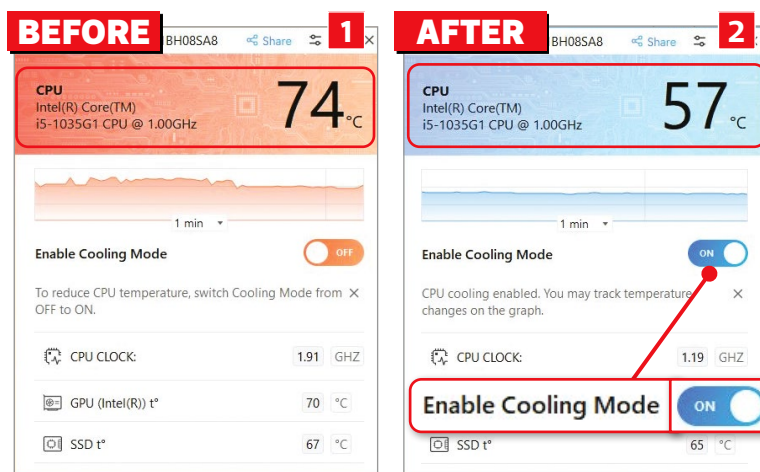 BEFORE
BH08SA8
Share
1
CPU
Intel(R) Core(TM)
i5-1035G1 CPU @ 1.00GHz
74 °C
1 min
Enable Cooling Mode
OFF
To reduce CPU temperature, switch Cooling Mode from
OFF to ON.
CPU CLOCK: 1.91 GHZ
GPU (Intel(R)) t° 70 °C
SSD t° 67 °C
AFTER
BH08SA8
Share
2
CPU
Intel(R) Core(TM)
i5-1035G1 CPU @ 1.00GHz
57 °C
1 min
Enable Cooling Mode
ON
CPU cooling enabled. You may track temperature
changes on the graph.
CPU CLOCK: 1.19 GHZ
Enable Cooling Mode ON
SSD t° 65 °C